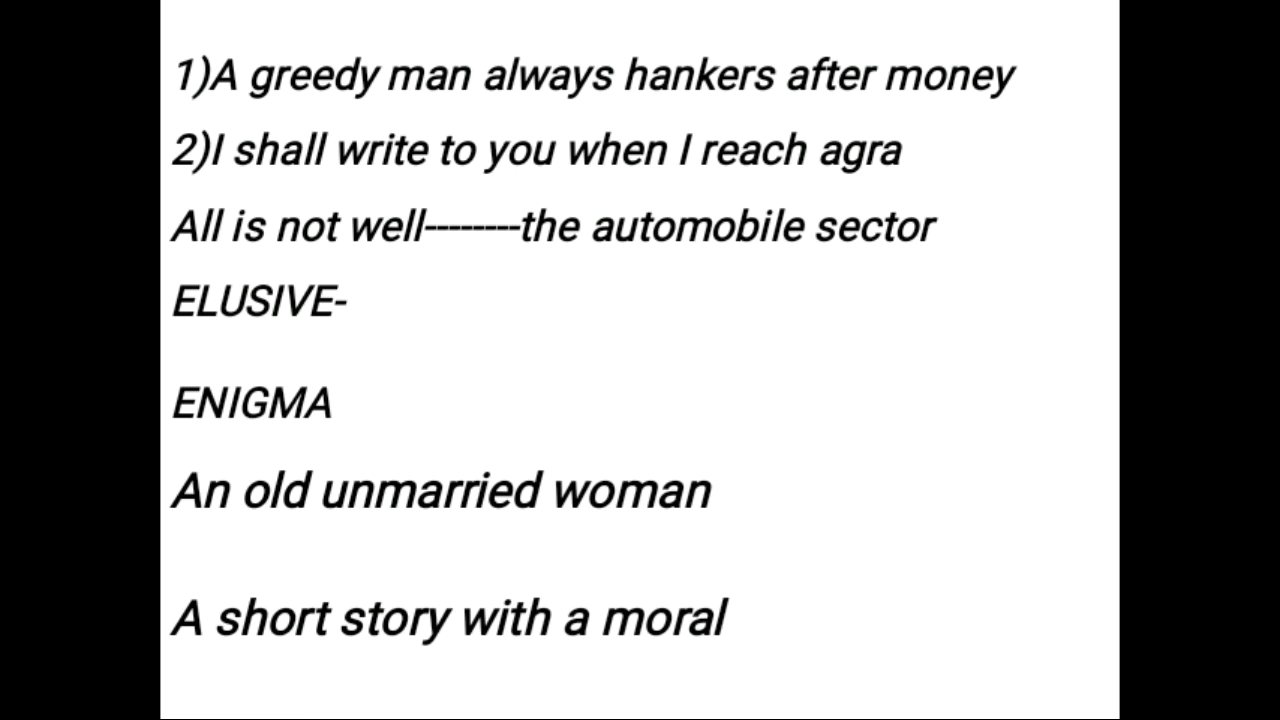 1)A greedy man always hankers after money
2)I shall write to you when I reach agra
All is not well--------the automobile sector
ELUSIVE-
ENIGMA
An old unmarried woman
A short story with a moral